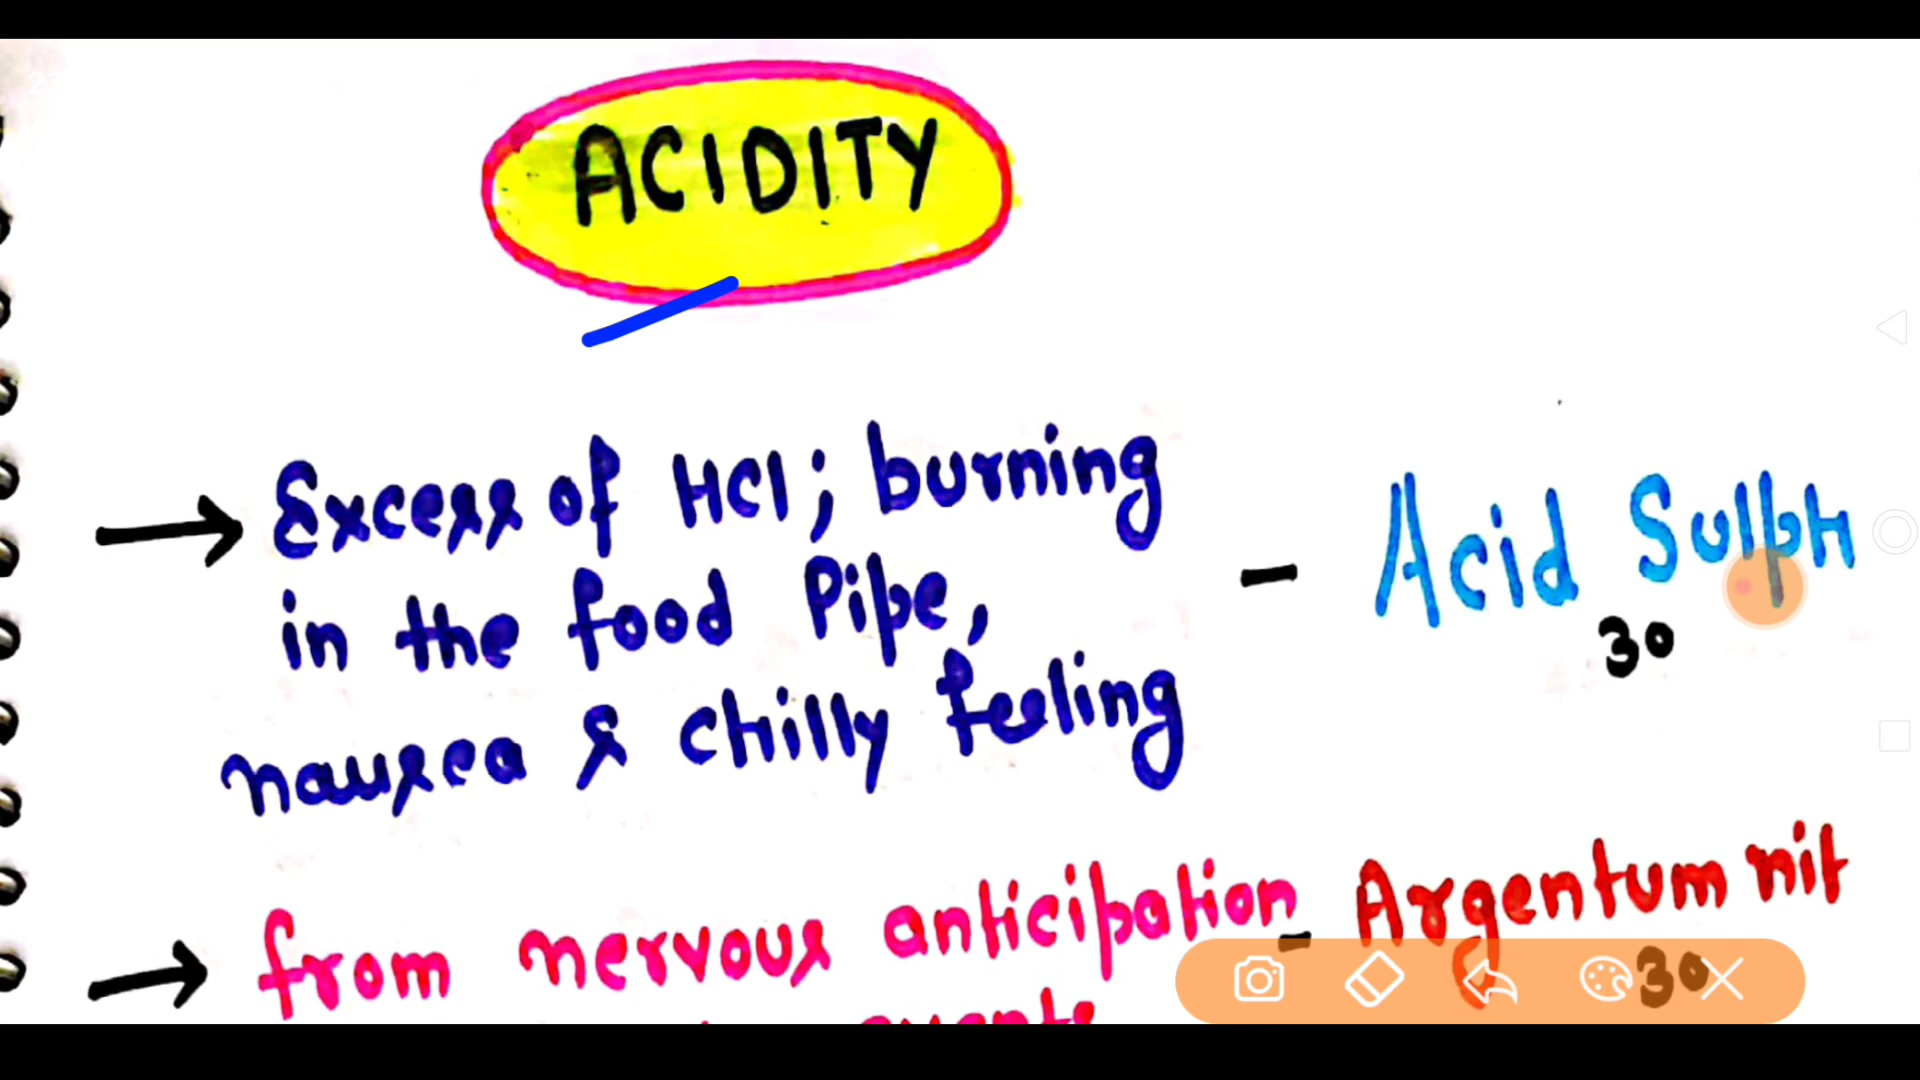 ACIDITY
Excess of HCl; burning
in the food Pipe,
nausea & chilly feeling
- Acid Sulph
30
from nervous anticipation - Argentum nit
30